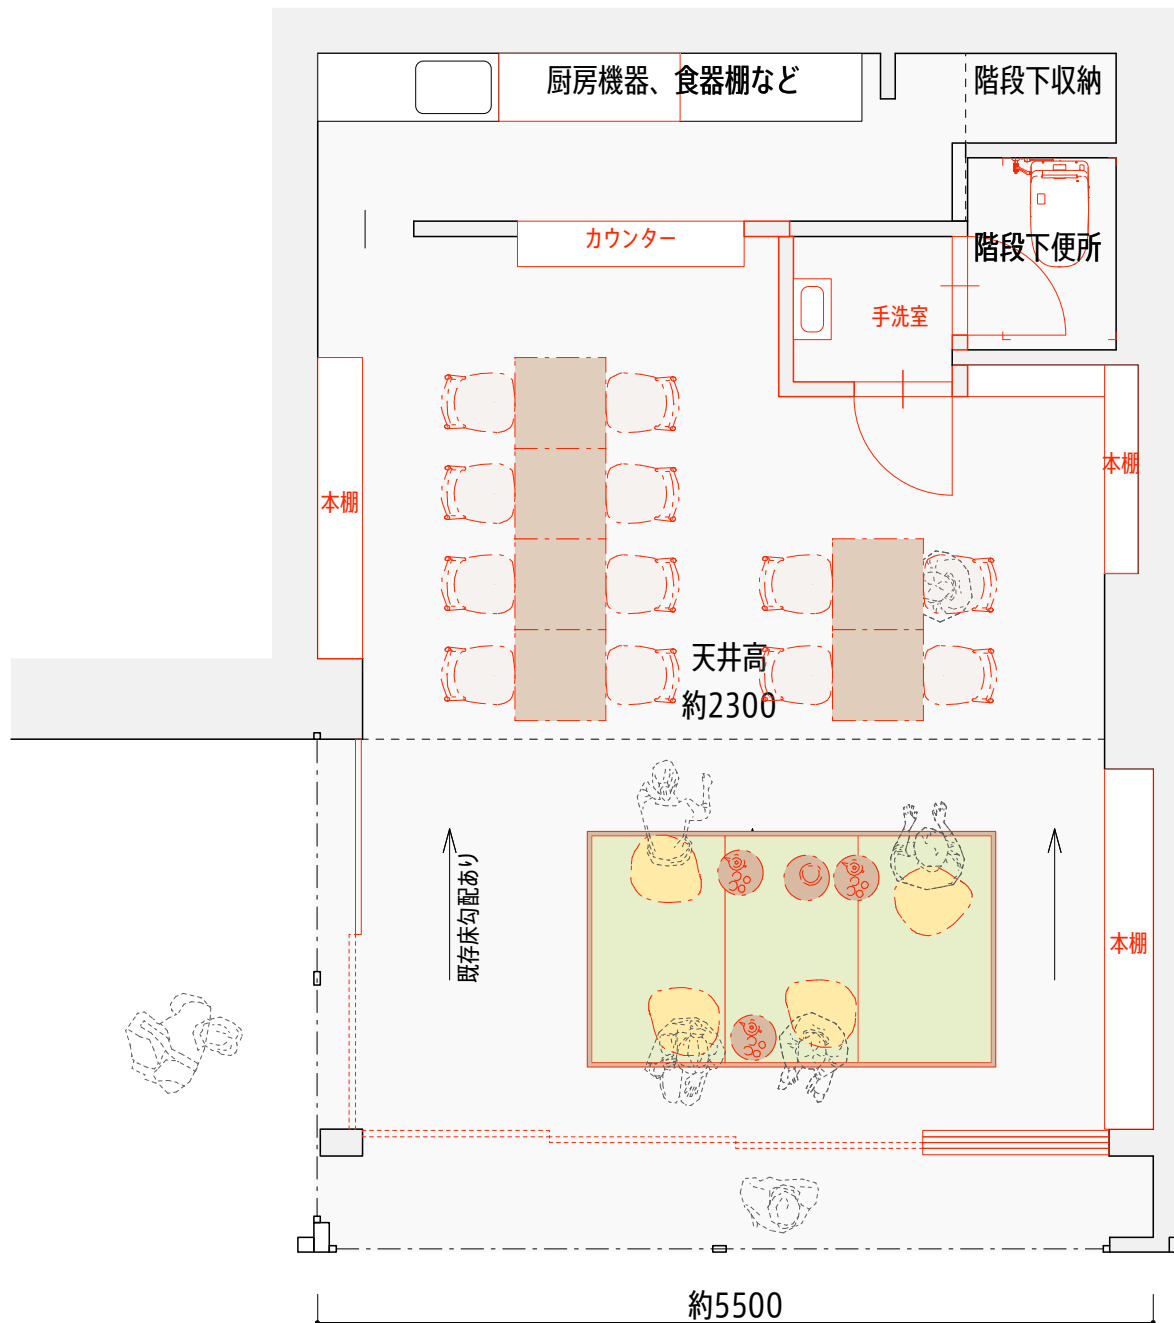 厨房機器、食器棚など
階段下収納
カウンター
階段下便所
手洗室
本棚
本棚
天井高
約2300
既存床勾配あり
本棚
約5500